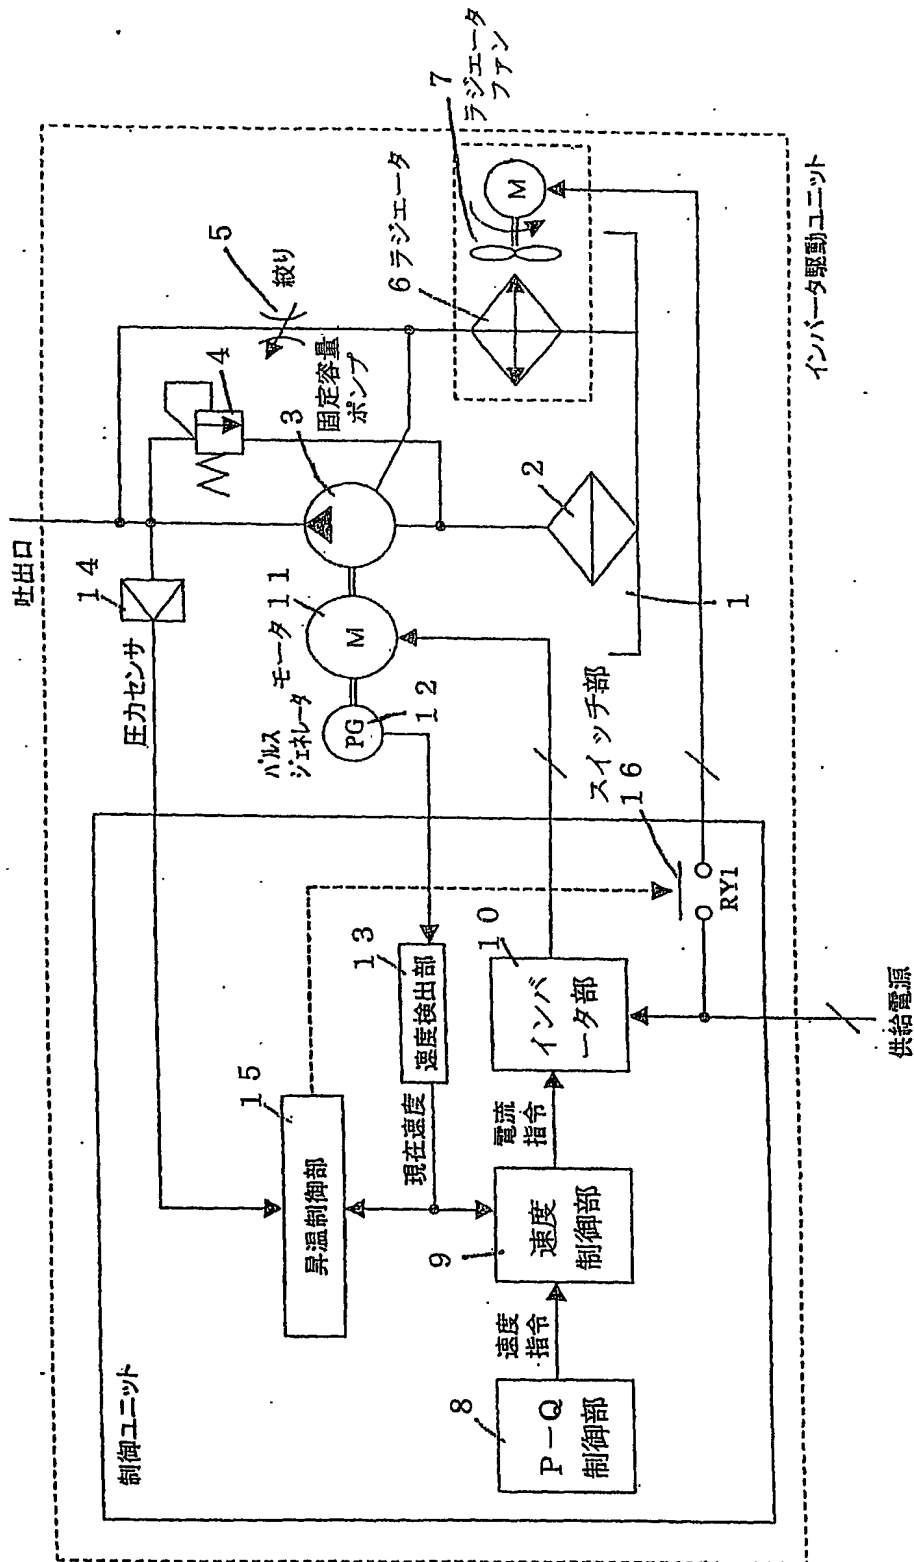 吐出口
14
圧力センサ
4
5
絞り
3
固定容量
ポンプ
6ラジエータ
7
ラジエータ
ファン
M
モータ 11
M
パルス
ジェネレータ
PG
12
2
1
インバータ駆動ユニット
制御ユニット
15
昇温制御部
13
速度検出部
現在速度
8
P－Q
制御部
速度
指令
9
速度
制御部
電流
指令
10
インバ
ータ部
スイッチ部
16
RY1
供給電源